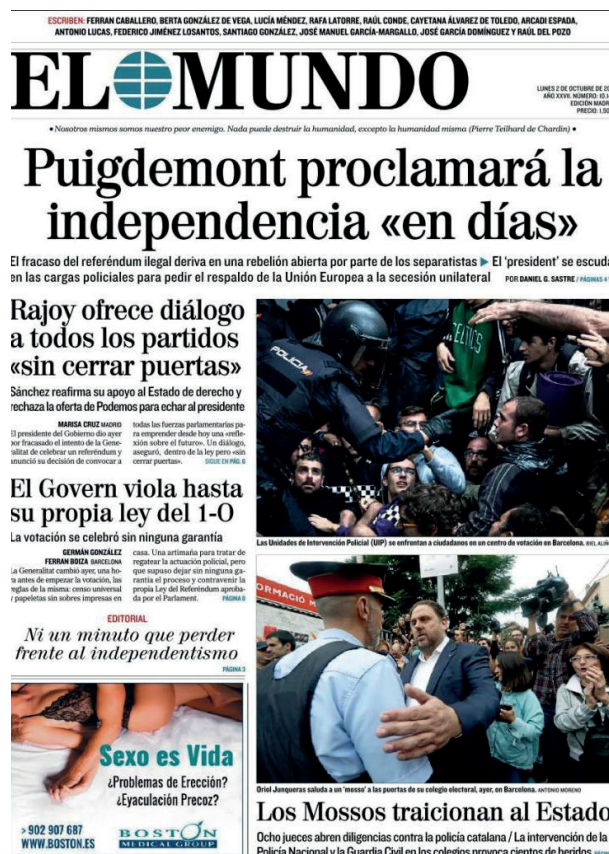 ESCRIBEN: FERRAN CABALLERO, BERTA GONZÁLEZ DE VEGA, LUCÍA MÉNDEZ, RAFA LATORRE, RAÚL CONDE, CAYETANA ÁLVAREZ DE TOLEDO, ARCADI ESPADA,
ANTONIO LUCAS, FEDERICO JIMÉNEZ LOSANTOS, SANTIAGO GONZÁLEZ, JOSÉ MANUEL GARCÍA-MARGALLO, JOSÉ GARCÍA DOMÍNGUEZ Y RAÚL DEL POZO
EL MUNDO
LUNES 2 DE OCTUBRE DE 20
AÑO XXVII. NÚMERO: 10.
EDICIÓN MADR
PRECIO: 1,50
• Nosotros mismos somos nuestro peor enemigo. Nada puede destruir la humanidad, excepto la humanidad misma (Pierre Teilhard de Chardin) •
Puigdemont proclamará la
independencia «en días»
El fracaso del referéndum ilegal deriva en una rebelión abierta por parte de los separatistas ▶ El 'president' se escuda
en las cargas policiales para pedir el respaldo de la Unión Europea a la secesión unilateral POR DANIEL G. SASTRE / PÁGINAS 4
Rajoy ofrece diálogo
a todos los partidos
«sin cerrar puertas»
Sánchez reafirma su apoyo al Estado de derecho y
rechaza la oferta de Podemos para echar al presidente
MARISA CRUZ MADRID
El presidente del Gobierno dio ayer
por fracasado el intento de la Gene-
ralitat de celebrar un referéndum y
anunció su decisión de convocar a
todas las fuerzas parlamentarias pa-
ra emprender desde hoy una «refle-
xión sobre el futuro». Un diálogo,
aseguró, dentro de la ley pero «sin
cerrar puertas». SIGUE EN PÁG. 6
POLICIA
CELTICS
Las Unidades de Intervención Policial (UIP) se enfrentan a ciudadanos en un centro de votación en Barcelona. BIEL ALIÑO
El Govern viola hasta
su propia ley del 1-O
La votación se celebró sin ninguna garantía
GERMÁN GONZÁLEZ
FERRAN BOIZA BARCELONA
La Generalitat cambió ayer, una ho-
ra antes de empezar la votación, las
reglas de la misma: censo universal
y papeletas sin sobres impresas en
casa. Una artimaña para tratar de
regatear la actuación policial, pero
que supuso dejar sin ninguna ga-
rantía el proceso y contravenir la
propia Ley del Referéndum aproba-
da por el Parlament. PÁGINA 8
EDITORIAL
Ni un minuto que perder
frente al independentismo
PÁGINA 3
Sexo es Vida
¿Problemas de Erección?
¿Eyaculación Precoz?
> 902 907 687
WWW.BOSTON.ES
BOSTON
MEDICAL GROUP
Oriol Junqueras saluda a un 'mosso' a las puertas de su colegio electoral, ayer, en Barcelona. ANTONIO MORENO
Los Mossos traicionan al Estado
Ocho jueces abren diligencias contra la policía catalana / La intervención de la
Policía Nacional y la Guardia Civil en los colegios provoca cientos de heridos